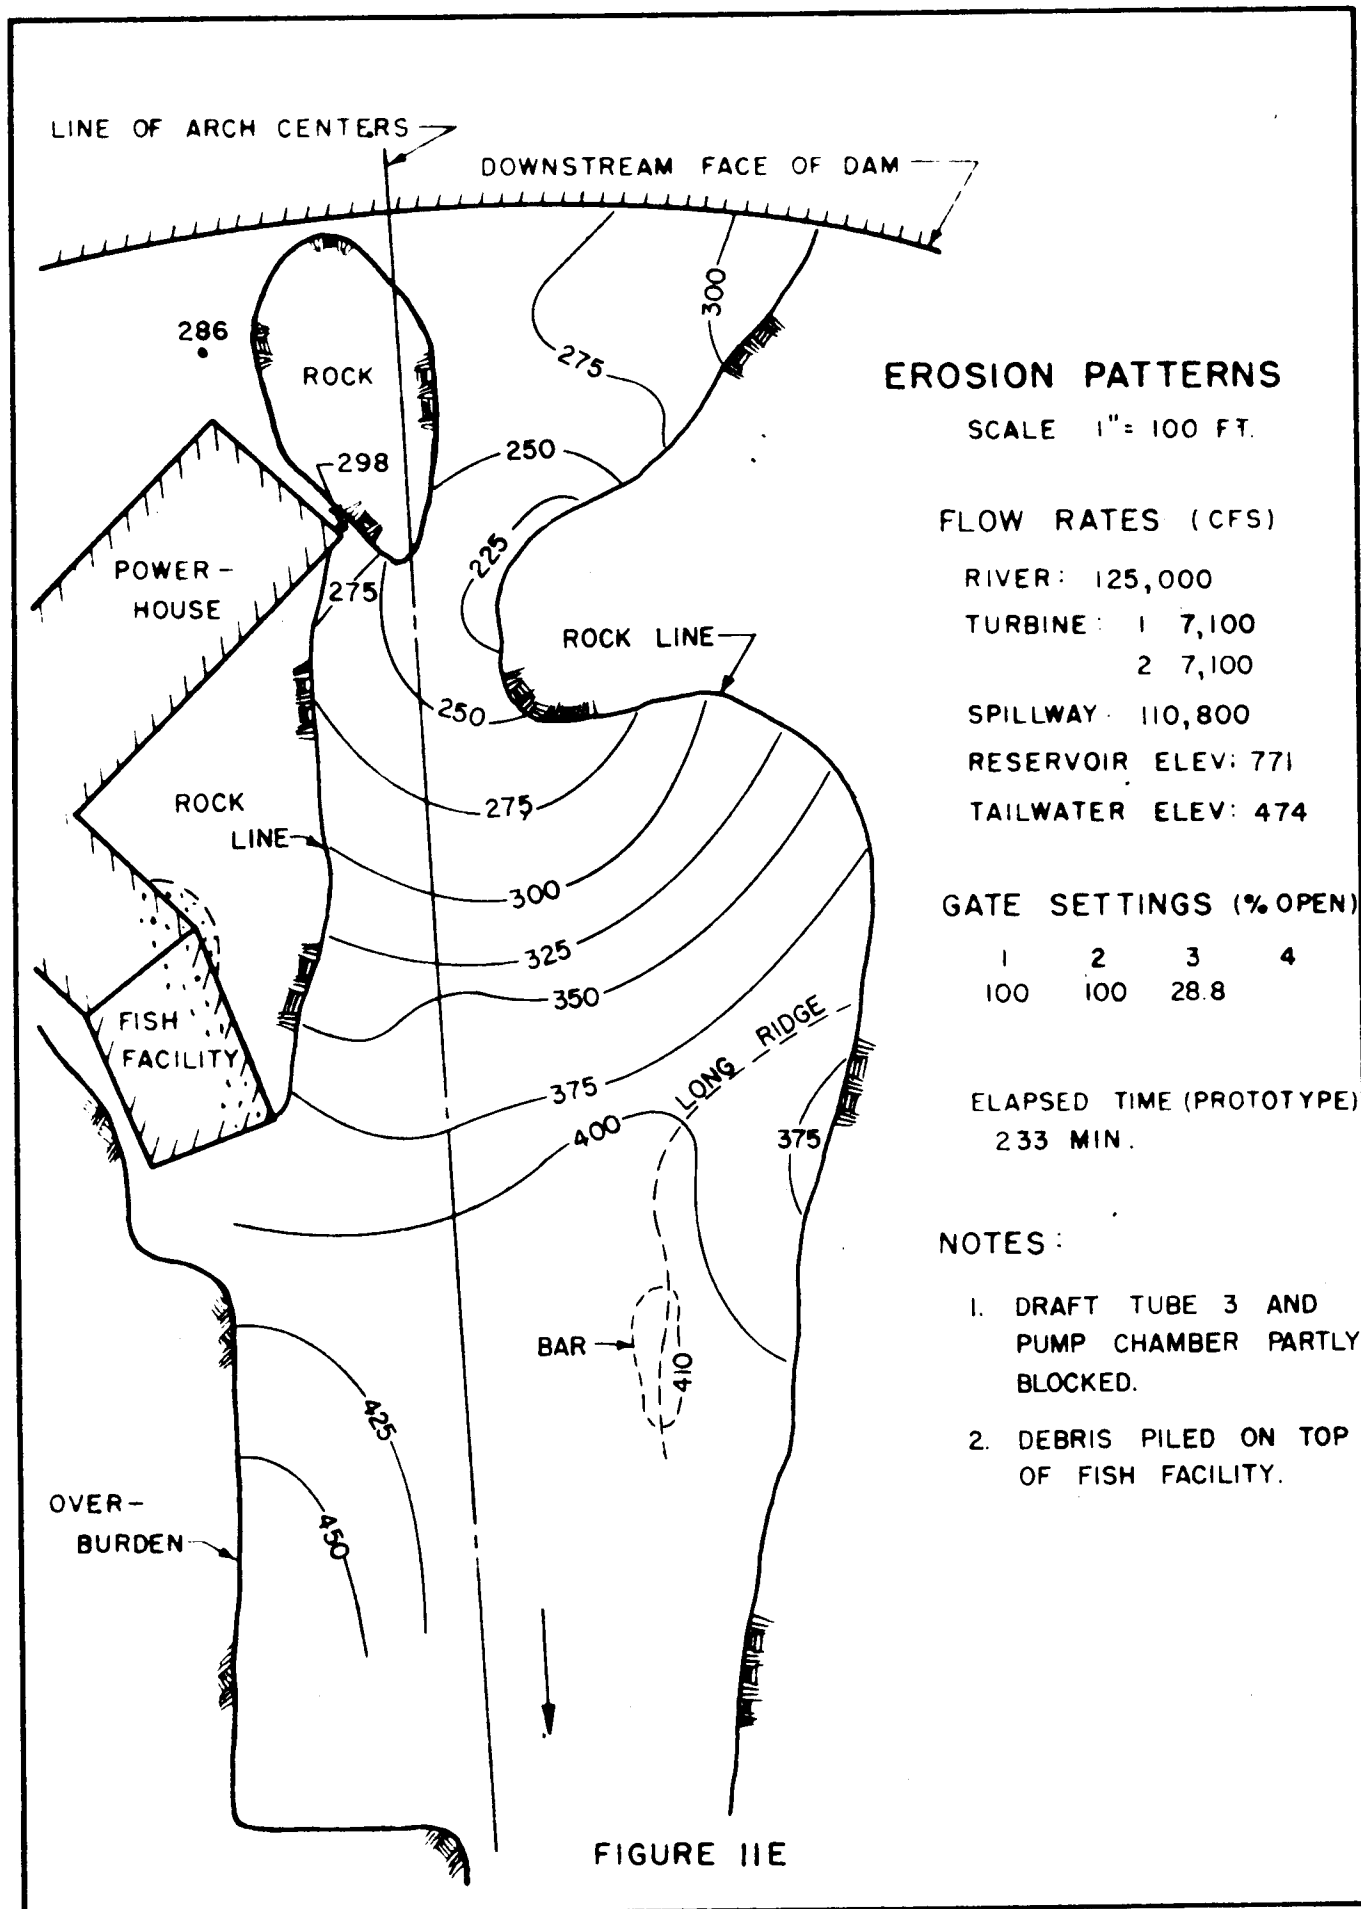 LINE OF ARCH CENTERS
DOWNSTREAM FACE OF DAM
300
286
275
ROCK
EROSION PATTERNS
SCALE 1"= 100 FT.
250
298
225
FLOW RATES (CFS)
POWER-
HOUSE
275
RIVER: 125,000
TURBINE: 1 7,100
2 7,100
ROCK LINE
250
SPILLWAY 110,800
RESERVOIR ELEV: 771
TAILWATER ELEV: 474
ROCK
LINE
275
300
325
350
GATE SETTINGS (% OPEN)
1 2 3 4
100 100 28.8
FISH
FACILITY
LONG RIDGE
375
400
375
ELAPSED TIME (PROTOTYPE)
233 MIN.
NOTES:
1. DRAFT TUBE 3 AND
PUMP CHAMBER PARTLY
BLOCKED.
2. DEBRIS PILED ON TOP
OF FISH FACILITY.
BAR
410
425
450
OVER-
BURDEN
FIGURE 11E